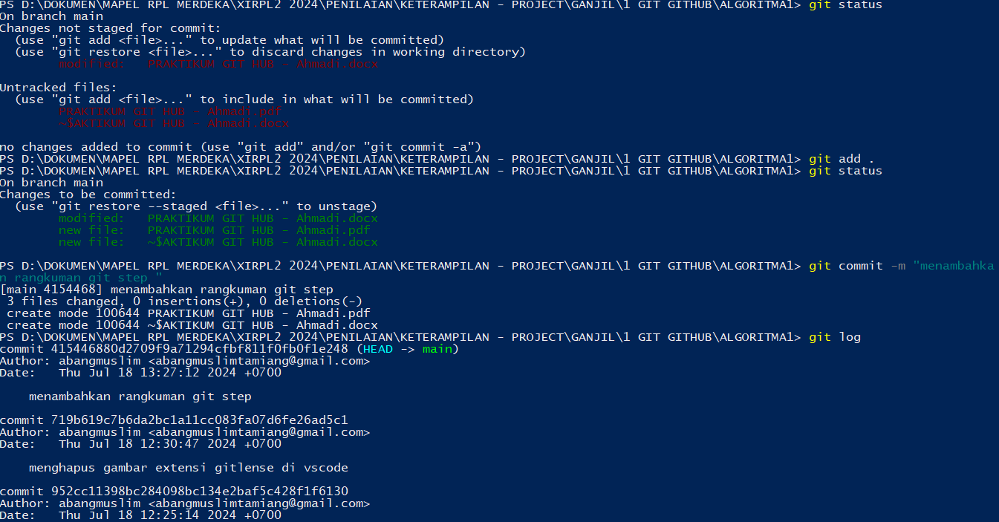 PS D:\DOKUMEN\MAPEL RPL MERDEKA\XIRPL2 2024\PENILAIAN\KETERAMPILAN - PROJECT\GANJIL\1 GIT GITHUB\ALGORITMA1> git status
On branch main
Changes not staged for commit:
  (use "git add <file>..." to update what will be committed)
  (use "git restore <file>..." to discard changes in working directory)
        modified:   PRAKTIKUM GIT HUB - Ahmadi.docx

Untracked files:
  (use "git add <file>..." to include in what will be committed)
        PRAKTIKUM GIT HUB - Ahmadi.pdf
        ~$AKTIKUM GIT HUB - Ahmadi.docx

no changes added to commit (use "git add" and/or "git commit -a")
PS D:\DOKUMEN\MAPEL RPL MERDEKA\XIRPL2 2024\PENILAIAN\KETERAMPILAN - PROJECT\GANJIL\1 GIT GITHUB\ALGORITMA1> git add .
PS D:\DOKUMEN\MAPEL RPL MERDEKA\XIRPL2 2024\PENILAIAN\KETERAMPILAN - PROJECT\GANJIL\1 GIT GITHUB\ALGORITMA1> git status
On branch main
Changes to be committed:
  (use "git restore --staged <file>..." to unstage)
        modified:   PRAKTIKUM GIT HUB - Ahmadi.docx
        new file:   PRAKTIKUM GIT HUB - Ahmadi.pdf
        new file:   ~$AKTIKUM GIT HUB - Ahmadi.docx

PS D:\DOKUMEN\MAPEL RPL MERDEKA\XIRPL2 2024\PENILAIAN\KETERAMPILAN - PROJECT\GANJIL\1 GIT GITHUB\ALGORITMA1> git commit -m "menambahka
n rangkuman git step "
[main 4154468] menambahkan rangkuman git step
 3 files changed, 0 insertions(+), 0 deletions(-)
 create mode 100644 PRAKTIKUM GIT HUB - Ahmadi.pdf
 create mode 100644 ~$AKTIKUM GIT HUB - Ahmadi.docx
PS D:\DOKUMEN\MAPEL RPL MERDEKA\XIRPL2 2024\PENILAIAN\KETERAMPILAN - PROJECT\GANJIL\1 GIT GITHUB\ALGORITMA1> git log
commit 415446880d2709f9a71294cfbf811f0fb0f1e248 (HEAD -> main)
Author: abangmuslim <abangmuslimtamiang@gmail.com>
Date:   Thu Jul 18 13:27:12 2024 +0700

    menambahkan rangkuman git step

commit 719b619c7b6da2bc1a11cc083fa07d6fe26ad5c1
Author: abangmuslim <abangmuslimtamiang@gmail.com>
Date:   Thu Jul 18 12:30:47 2024 +0700

    menghapus gambar extensi gitlense di vscode

commit 952cc11398bc284098bc134e2baf5c428f1f6130
Author: abangmuslim <abangmuslimtamiang@gmail.com>
Date:   Thu Jul 18 12:25:14 2024 +0700